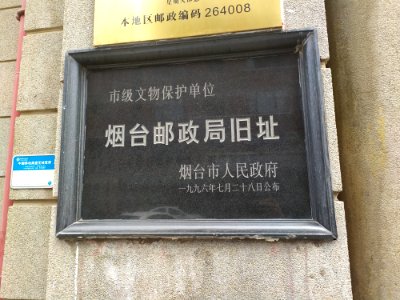 本地区邮政编码 264008
市级文物保护单位
烟台邮政局旧址
烟台市人民政府
一九九六年七月二十八日公布